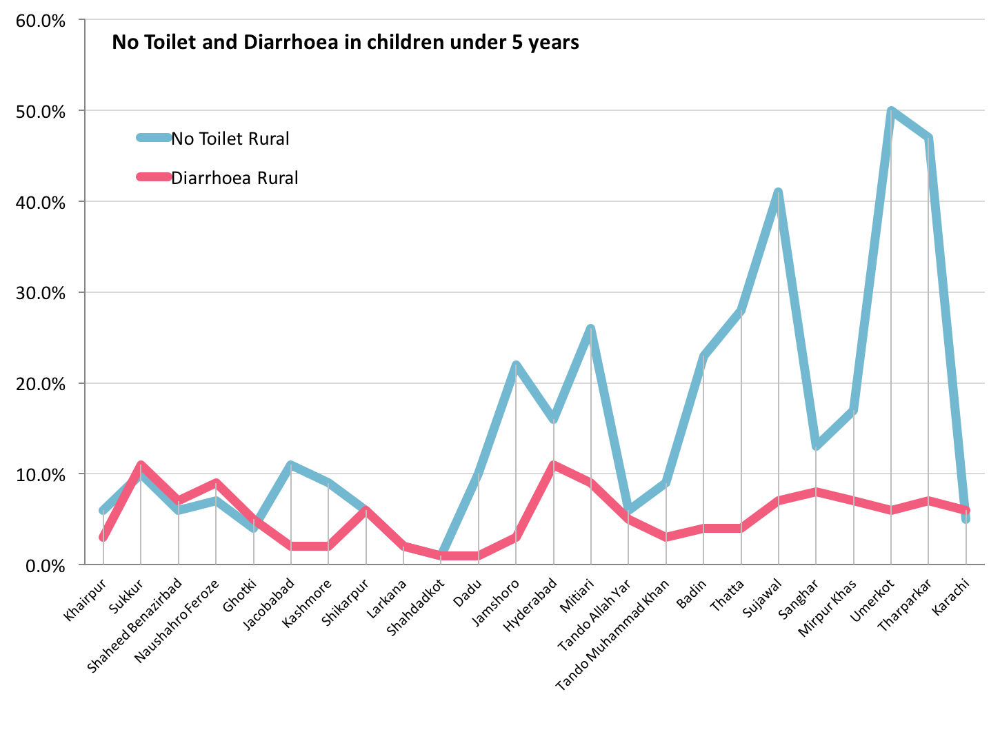 60.0%
No Toilet and Diarrhoea in children under 5 years
50.0%
No Toilet Rural
Diarrhoea Rural
40.0%
30.0%
20.0%
10.0%
0.0%
Khairpur
Sukkur
Shaheed Benazirbad
Naushahro Feroze
Ghotki
Jacobabad
Kashmore
Shikarpur
Larkana
Shahdadkot
Dadu
Jamshoro
Hyderabad
Mitiari
Tando Allah Yar
Tando Muhammad Khan
Badin
Thatta
Sujawal
Sanghar
Mirpur Khas
Umerkot
Tharparkar
Karachi